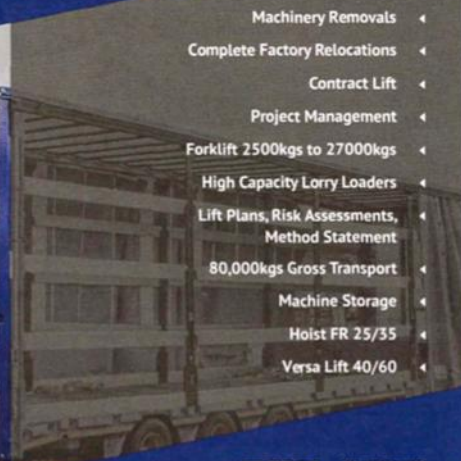 Machinery Removals
Complete Factory Relocations
Contract Lift
Project Management
Forklift 2500kgs to 27000kgs
High Capacity Lorry Loaders
Lift Plans, Risk Assessments,
Method Statement
80,000kgs Gross Transport
Machine Storage
Hoist FR 25/35
Versa Lift 40/60